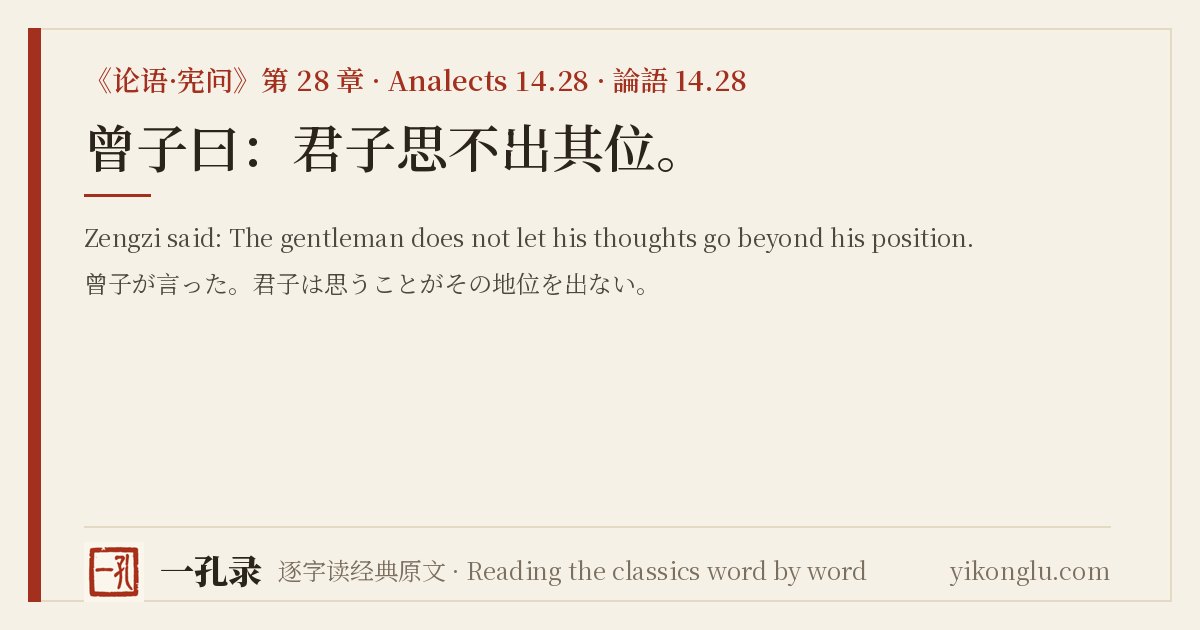 《论语·宪问》第 28 章 · Analects 14.28 · 論語 14.28
曾子曰：君子思不出其位。
Zengzi said: The gentleman does not let his thoughts go beyond his position.
曾子が言った。君子は思うことがその地位を出ない。
一孔
一孔录 逐字读经典原文 · Reading the classics word by word yikonglu.com